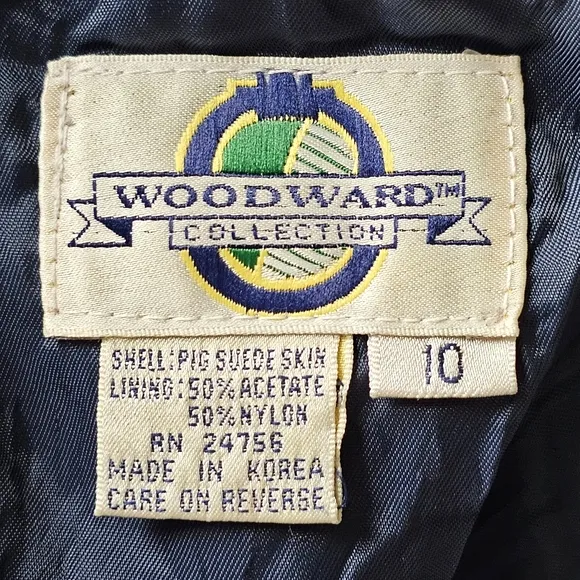 WOODWARD™
COLLECTION
10
SHELL:PIG SUEDE SKIN
LINING:50% ACETATE
50% NYLON
RN 24756
MADE IN KOREA
CARE ON REVERSE